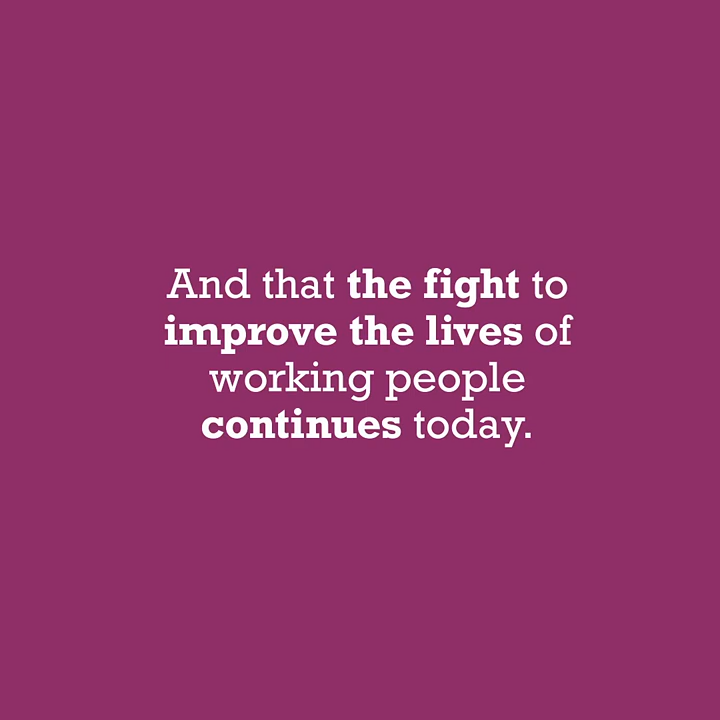 And that the fight to
improve the lives of
working people
continues today.